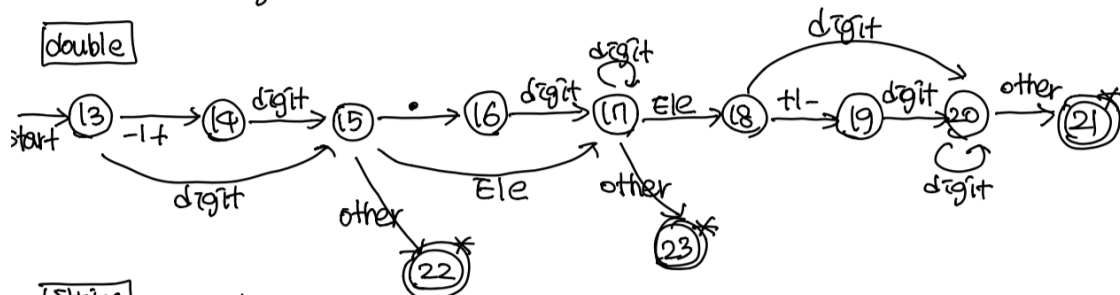 double
digit
digit
start 13 -|+ 14 digit 15 . 16 digit 17 E|e 18 +|- 19 digit 20 other 21 *
digit E|e digit
other other
22 * 23 *